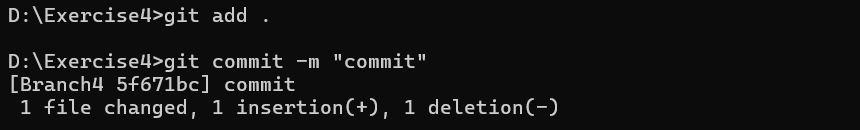 D:\Exercise4>git add .
D:\Exercise4>git commit -m "commit"
[Branch4 5f671bc] commit
 1 file changed, 1 insertion(+), 1 deletion(-)